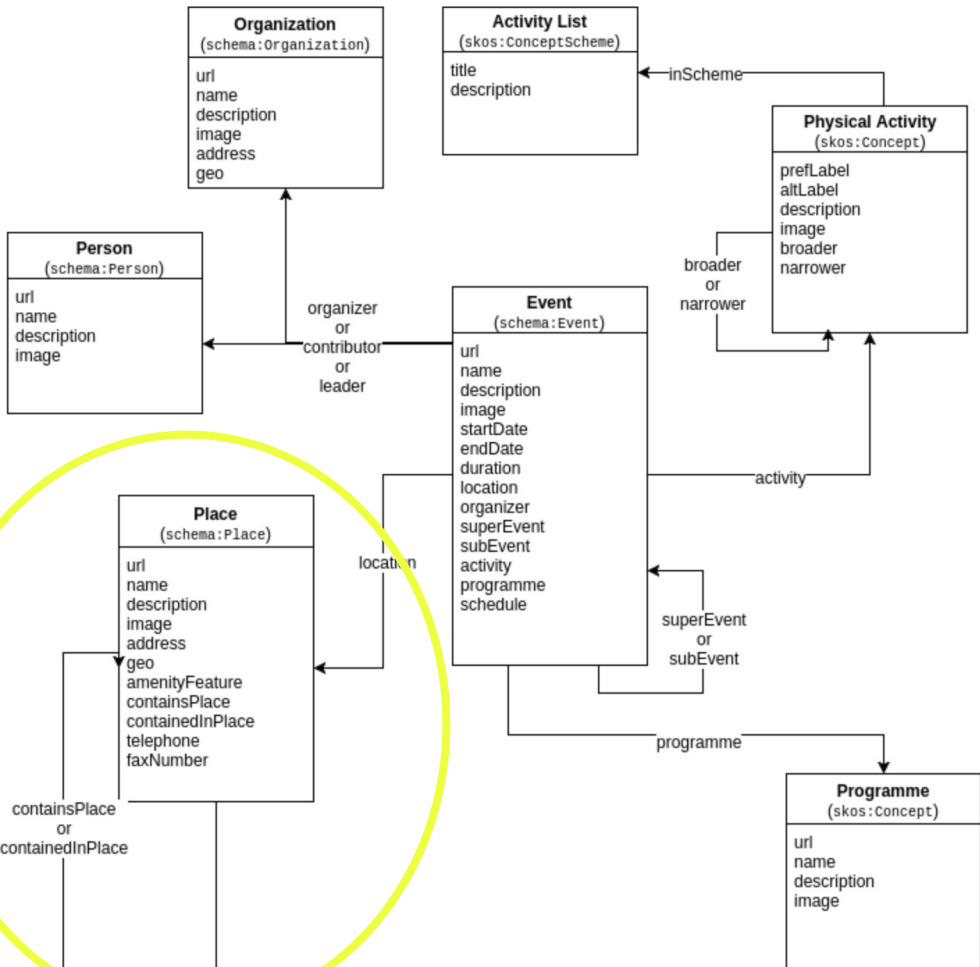 Organization
(schema:Organization)
url
name
description
image
address
geo
Activity List
(skos:ConceptScheme)
title
description
inScheme
Physical Activity
(skos:Concept)
prefLabel
altLabel
description
image
broader
narrower
broader
or
narrower
Person
(schema:Person)
url
name
description
image
organizer
or
contributor
or
leader
Event
(schema:Event)
url
name
description
image
startDate
endDate
duration
location
organizer
superEvent
subEvent
activity
programme
schedule
activity
superEvent
or
subEvent
location
Place
(schema:Place)
url
name
description
image
address
geo
amenityFeature
containsPlace
containedInPlace
telephone
faxNumber
containsPlace
or
containedInPlace
programme
Programme
(skos:Concept)
url
name
description
image